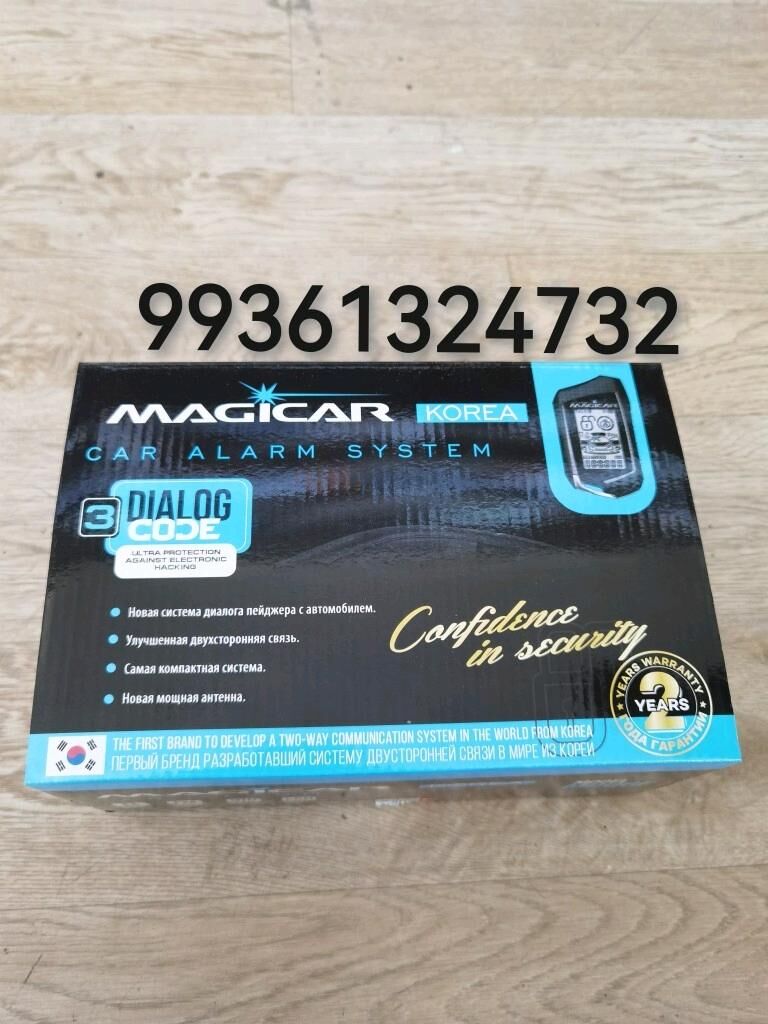 99361324732
MAGICAR KOREA
MAGICAR
CAR ALARM SYSTEM
3 DIALOG
CODE
ULTRA PROTECTION
AGAINST ELECTRONIC
HACKING
Новая система диалога пейджера с автомобилем.
Улучшенная двухсторонняя связь.
Самая компактная система.
Новая мощная антенна.
Confidence
in security
YEARS WARRANTY
2
YEARS
ГОДА ГАРАНТИИ
THE FIRST BRAND TO DEVELOP A TWO-WAY COMMUNICATION SYSTEM IN THE WORLD FROM KOREA
ПЕРВЫЙ БРЕНД РАЗРАБОТАВШИЙ СИСТЕМУ ДВУСТОРОННЕЙ СВЯЗИ В МИРЕ ИЗ КОРЕИ